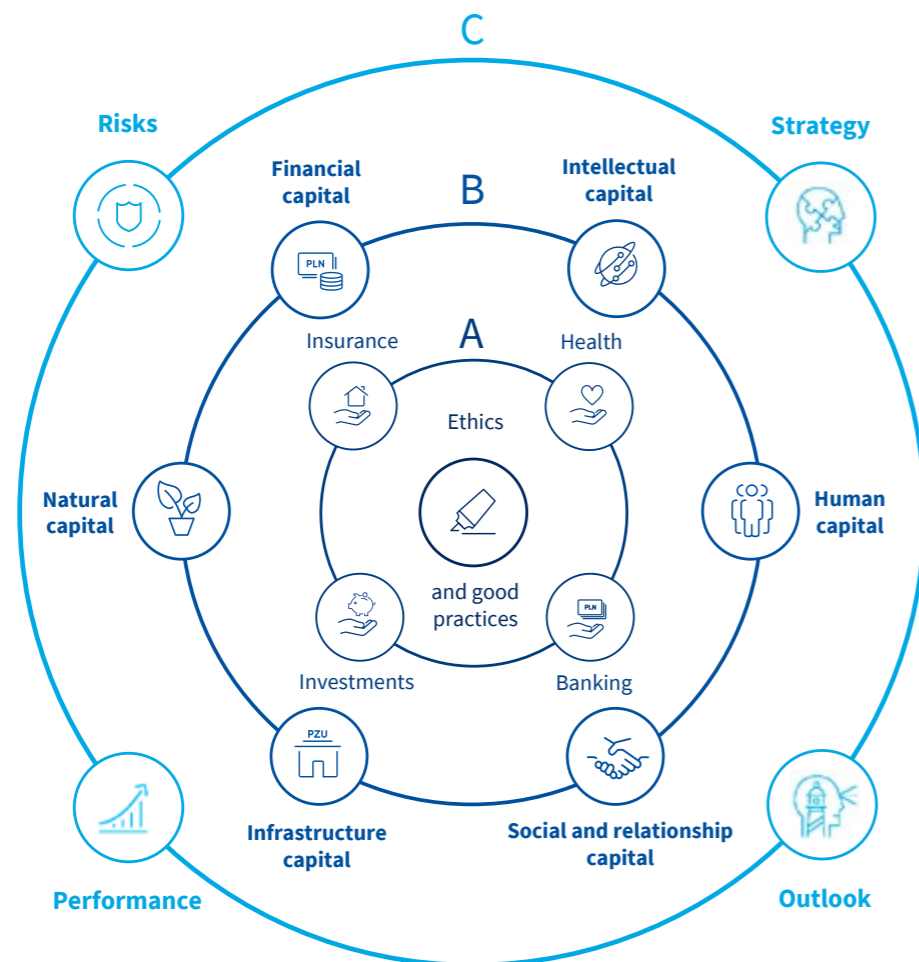 C
Risks
Strategy
Financial
capital
Intellectual
capital
B
PLN
A
Insurance
Health
Ethics
Natural
capital
Human
capital
and good
practices
PLN
Investments
Banking
PZU
Infrastructure
capital
Social and relationship
capital
Performance
Outlook